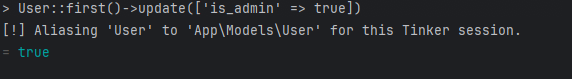 > User::first()->update(['is_admin' => true])
[!] Aliasing 'User' to 'App\Models\User' for this Tinker session.
= true